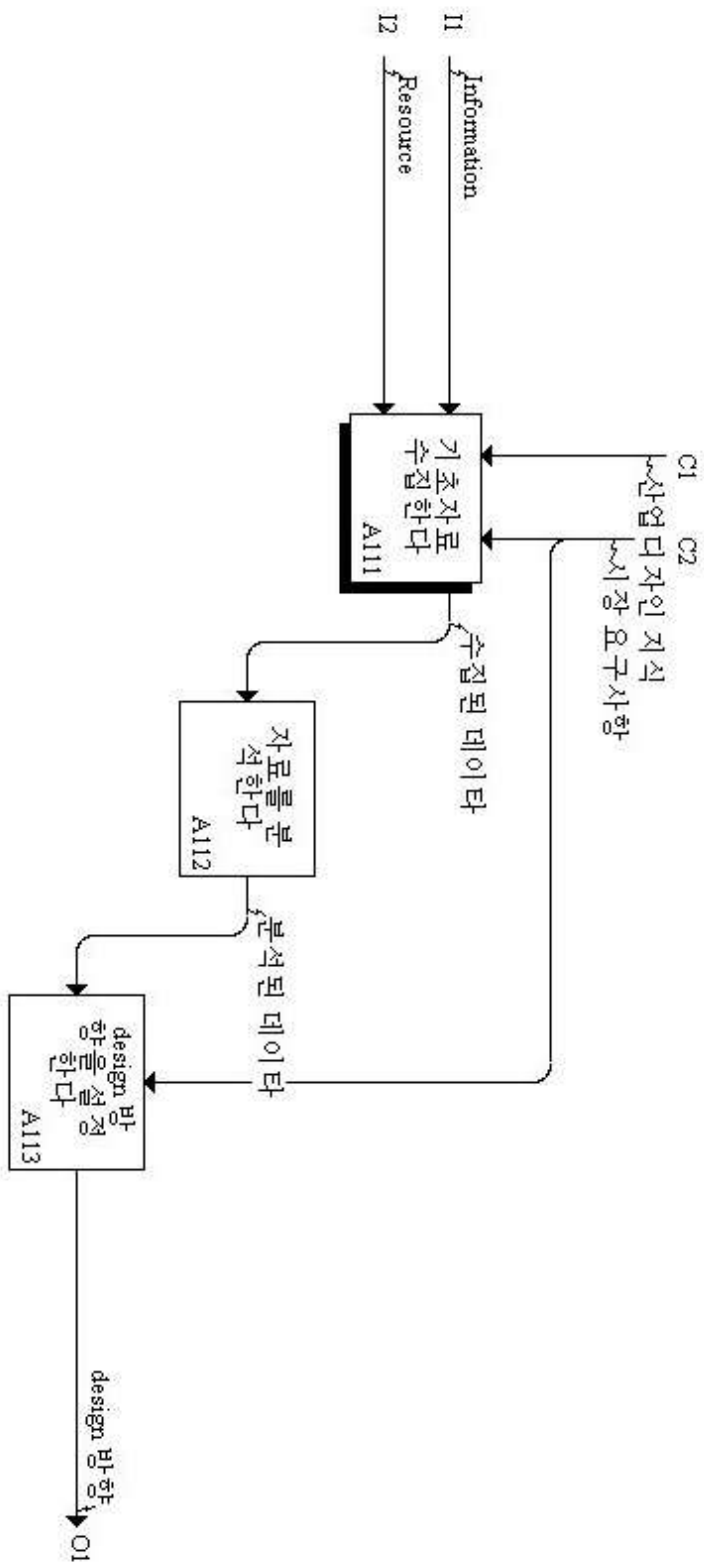 C1
C2
산업디자인 지식
시장 요구사항
I1
Information
I2
Resource
기초자료
수집한다
A111
수집된 데이타
자료를 분
석한다
A112
분석된 데이타
design 방
향을 설정
한다
A113
design 방향
O1